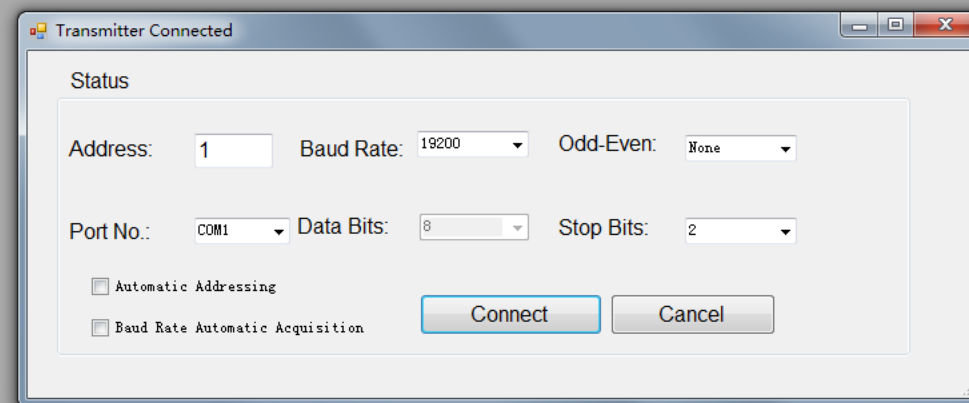 Transmitter Connected
Status
Address: 1 Baud Rate: 19200 Odd-Even: None
Port No.: COM1 Data Bits: 8 Stop Bits: 2
Automatic Addressing
Baud Rate Automatic Acquisition
Connect Cancel